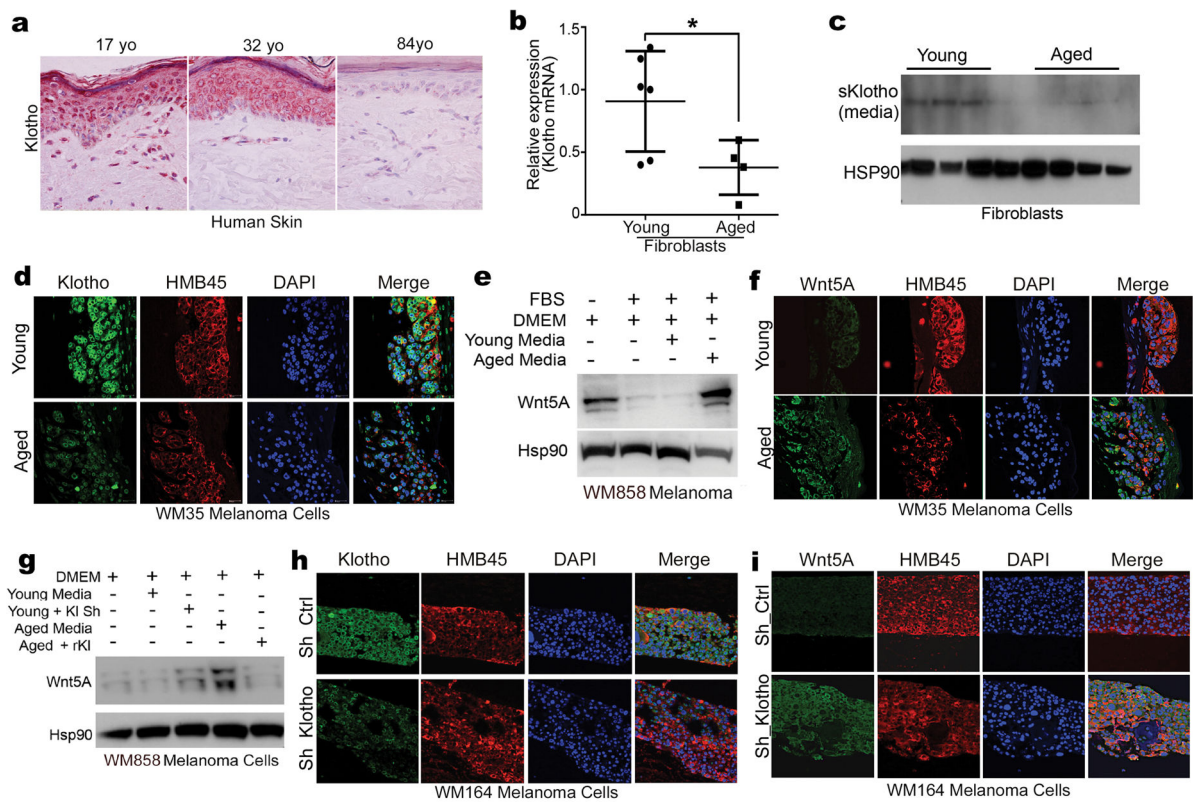 a
17 yo 32 yo 84yo
Klotho
Human Skin
b
Relative expression
(Klotho mRNA)
1.5
1.0
0.5
0
*
Young Aged
Fibroblasts
c
Young Aged
sKlotho
(media)
HSP90
Fibroblasts
d
Klotho HMB45 DAPI Merge
Young
Aged
WM35 Melanoma Cells
e
FBS - + + +
DMEM + + + +
Young Media - - + -
Aged Media - - - +
Wnt5A
Hsp90
WM858 Melanoma
f
Wnt5A HMB45 DAPI Merge
Young
Aged
WM35 Melanoma Cells
g
DMEM + + + + +
Young Media - + - - -
Young + Kl Sh - - + - -
Aged Media - - - + -
Aged + rKl - - - - +
Wnt5A
Hsp90
WM858 Melanoma Cells
h
Klotho HMB45 DAPI Merge
Sh_Ctrl
Sh_Klotho
WM164 Melanoma Cells
i
Wnt5A HMB45 DAPI Merge
Sh_Ctrl
Sh_Klotho
WM164 Melanoma Cells